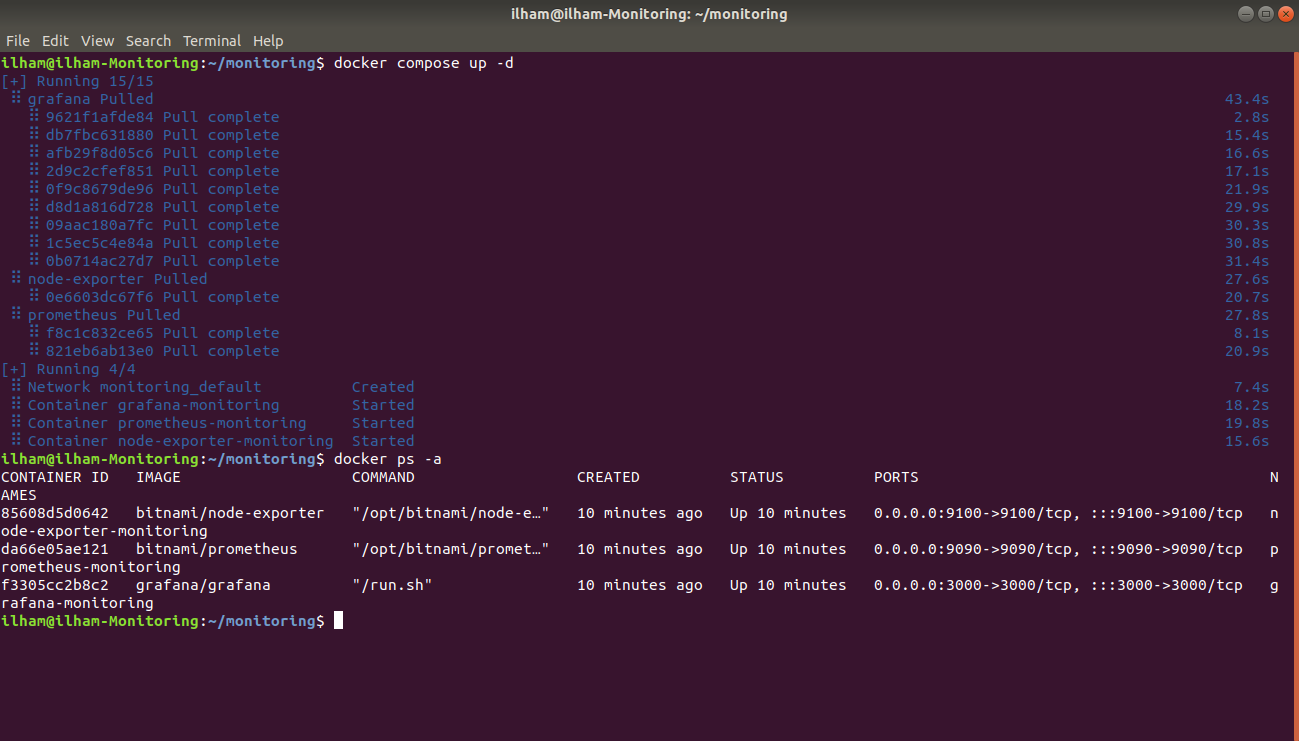 ilham@ilham-Monitoring: ~/monitoring
File Edit View Search Terminal Help
ilham@ilham-Monitoring:~/monitoring$ docker compose up -d
[+] Running 15/15
⠿ grafana Pulled 43.4s
⠿ 9621f1afde84 Pull complete 2.8s
⠿ db7fbc631880 Pull complete 15.4s
⠿ afb29f8d05c6 Pull complete 16.6s
⠿ 2d9c2cfef851 Pull complete 17.1s
⠿ 0f9c8679de96 Pull complete 21.9s
⠿ d8d1a816d728 Pull complete 29.9s
⠿ 09aac180a7fc Pull complete 30.3s
⠿ 1c5ec5c4e84a Pull complete 30.8s
⠿ 0b0714ac27d7 Pull complete 31.4s
⠿ node-exporter Pulled 27.6s
⠿ 0e6603dc67f6 Pull complete 20.7s
⠿ prometheus Pulled 27.8s
⠿ f8c1c832ce65 Pull complete 8.1s
⠿ 821eb6ab13e0 Pull complete 20.9s
[+] Running 4/4
⠿ Network monitoring_default Created 7.4s
⠿ Container grafana-monitoring Started 18.2s
⠿ Container prometheus-monitoring Started 19.8s
⠿ Container node-exporter-monitoring Started 15.6s
ilham@ilham-Monitoring:~/monitoring$ docker ps -a
CONTAINER ID IMAGE COMMAND CREATED STATUS PORTS N
AMES
85608d5d0642 bitnami/node-exporter "/opt/bitnami/node-e…" 10 minutes ago Up 10 minutes 0.0.0.0:9100->9100/tcp, :::9100->9100/tcp n
ode-exporter-monitoring
da66e05ae121 bitnami/prometheus "/opt/bitnami/promet…" 10 minutes ago Up 10 minutes 0.0.0.0:9090->9090/tcp, :::9090->9090/tcp p
rometheus-monitoring
f3305cc2b8c2 grafana/grafana "/run.sh" 10 minutes ago Up 10 minutes 0.0.0.0:3000->3000/tcp, :::3000->3000/tcp g
rafana-monitoring
ilham@ilham-Monitoring:~/monitoring$